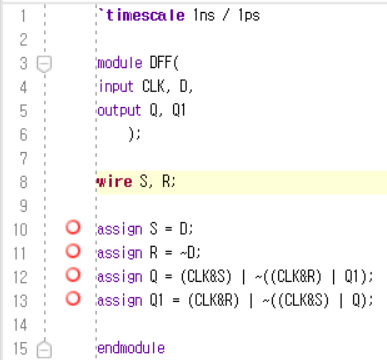 1 `timescale 1ns / 1ps
2
3 module DFF(
4 input CLK, D,
5 output Q, Q1
6 );
7
8 wire S, R;
9
10 assign S = D;
11 assign R = ~D;
12 assign Q = (CLK&S) | ~((CLK&R) | Q1);
13 assign Q1 = (CLK&R) | ~((CLK&S) | Q);
14
15 endmodule